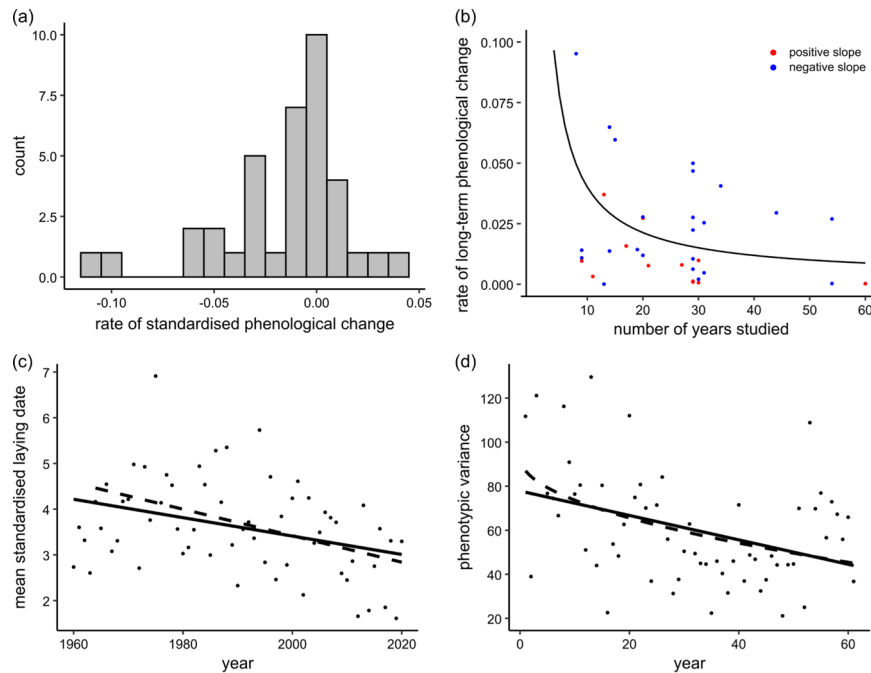 (a)
10.0
7.5
5.0
2.5
0.0
count
-0.10
-0.05
0.00
0.05
rate of standardised phenological change
(b)
0.100
0.075
0.050
0.025
0.000
rate of long-term phenological change
positive slope
negative slope
10
20
30
40
50
60
number of years studied
(c)
7
6
5
4
3
2
mean standardised laying date
1960
1980
2000
2020
year
(d)
120
100
80
60
40
20
phenotypic variance
0
20
40
60
year